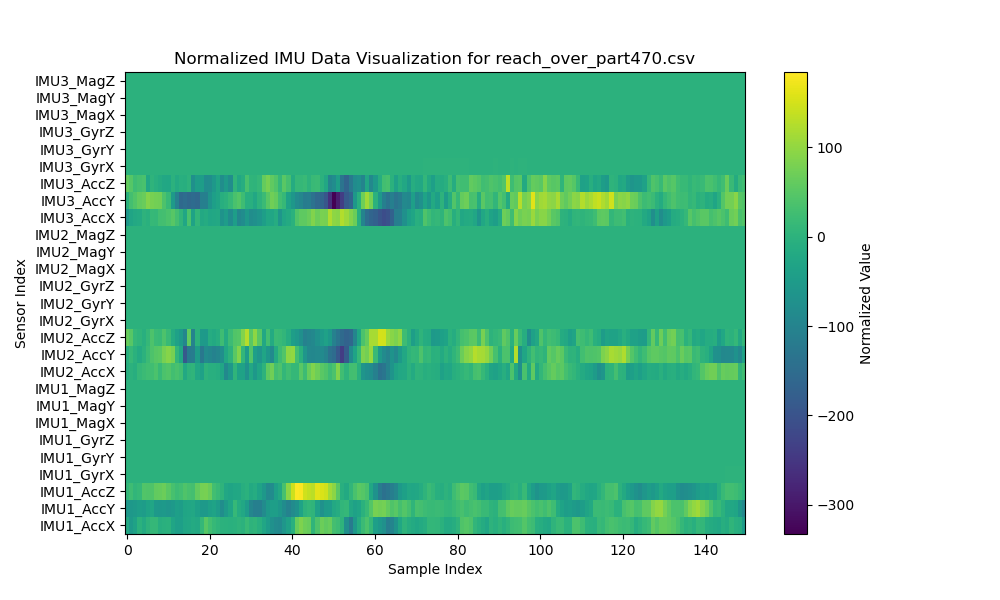 Normalized IMU Data Visualization for reach_over_part470.csv
IMU3_MagZ
IMU3_MagY
IMU3_MagX
IMU3_GyrZ
IMU3_GyrY
IMU3_GyrX
IMU3_AccZ
IMU3_AccY
IMU3_AccX
IMU2_MagZ
IMU2_MagY
IMU2_MagX
IMU2_GyrZ
IMU2_GyrY
IMU2_GyrX
IMU2_AccZ
IMU2_AccY
IMU2_AccX
IMU1_MagZ
IMU1_MagY
IMU1_MagX
IMU1_GyrZ
IMU1_GyrY
IMU1_GyrX
IMU1_AccZ
IMU1_AccY
IMU1_AccX
Sensor Index
0 20 40 60 80 100 120 140
Sample Index
100
0
−100
−200
−300
Normalized Value